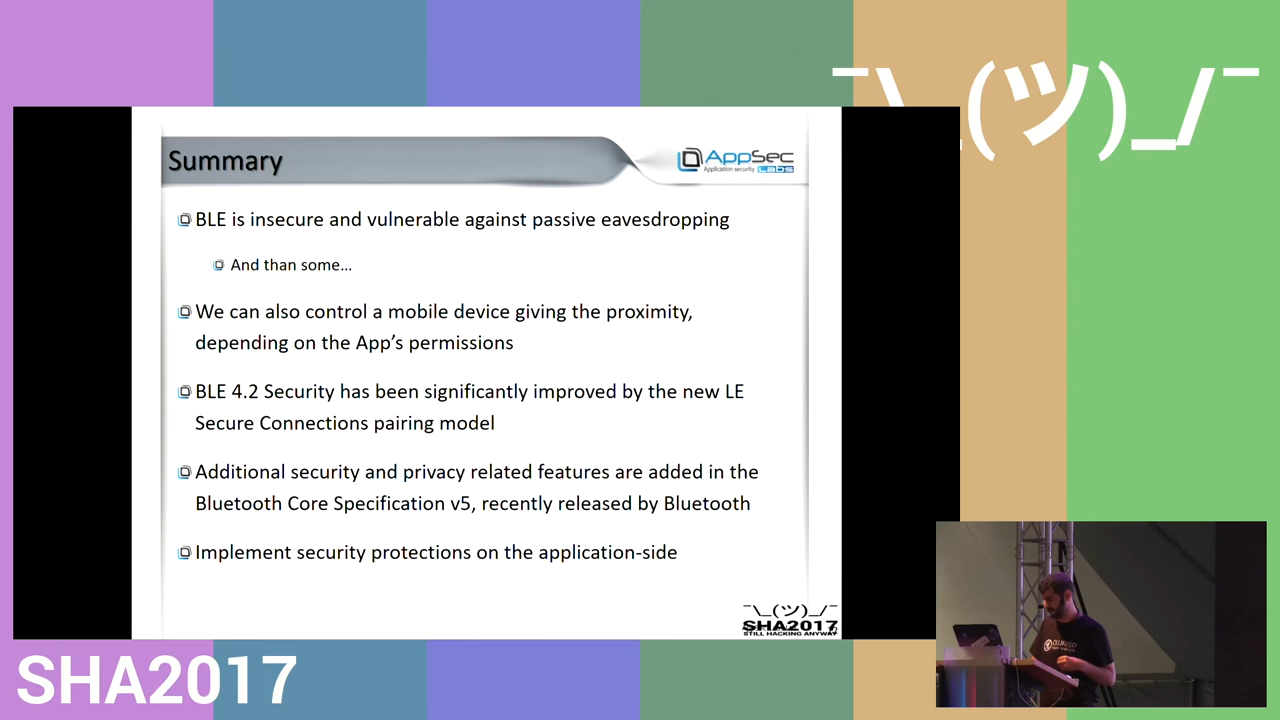 ¯\_(ツ)_/¯
Summary
AppSec
Application security Labs
BLE is insecure and vulnerable against passive eavesdropping
And than some…
We can also control a mobile device giving the proximity,
depending on the App’s permissions
BLE 4.2 Security has been significantly improved by the new LE
Secure Connections pairing model
Additional security and privacy related features are added in the
Bluetooth Core Specification v5, recently released by Bluetooth
Implement security protections on the application-side
¯\_(ツ)_/¯
SHA2017
STILL HACKING ANYWAY
OWASP
SHA2017